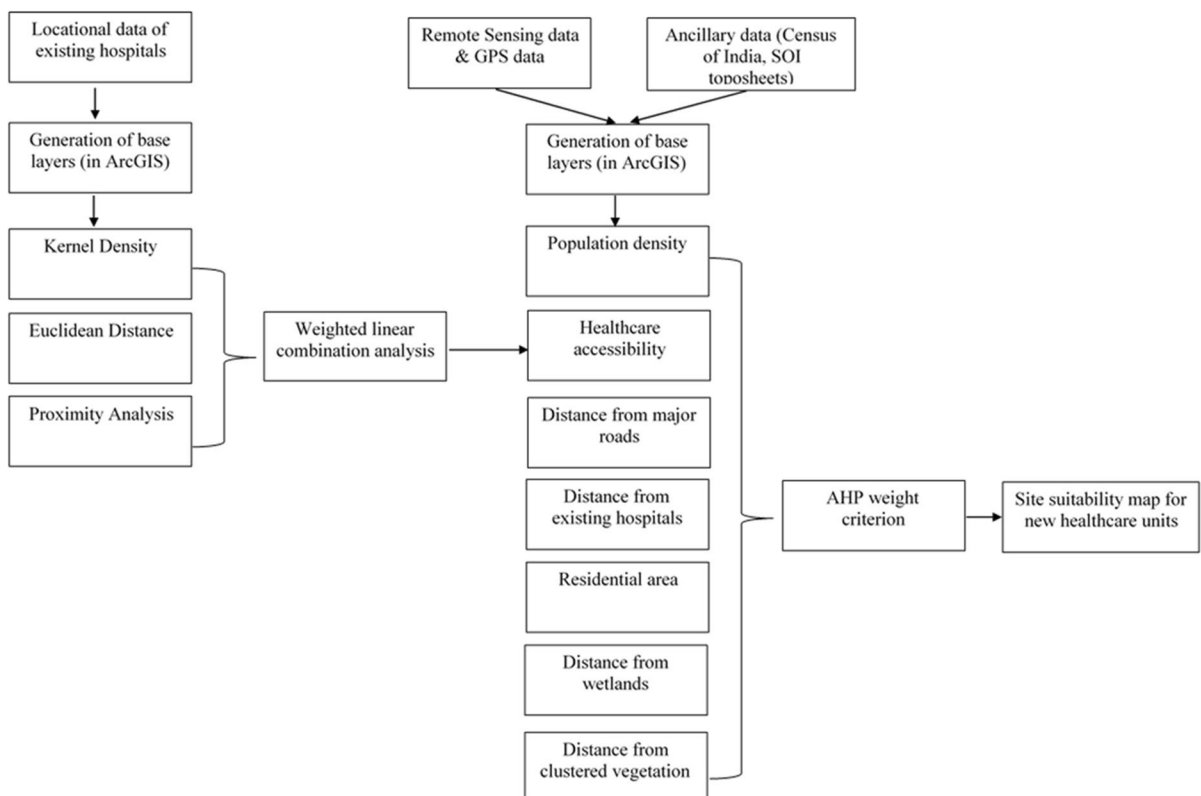 Locational data of
existing hospitals
Remote Sensing data
& GPS data
Ancillary data (Census
of India, SOI
toposheets)
Generation of base
layers (in ArcGIS)
Generation of base
layers (in ArcGIS)
Kernel Density
Euclidean Distance
Proximity Analysis
Weighted linear
combination analysis
Population density
Healthcare
accessibility
Distance from major
roads
Distance from
existing hospitals
Residential area
Distance from
wetlands
Distance from
clustered vegetation
AHP weight
criterion
Site suitability map for
new healthcare units